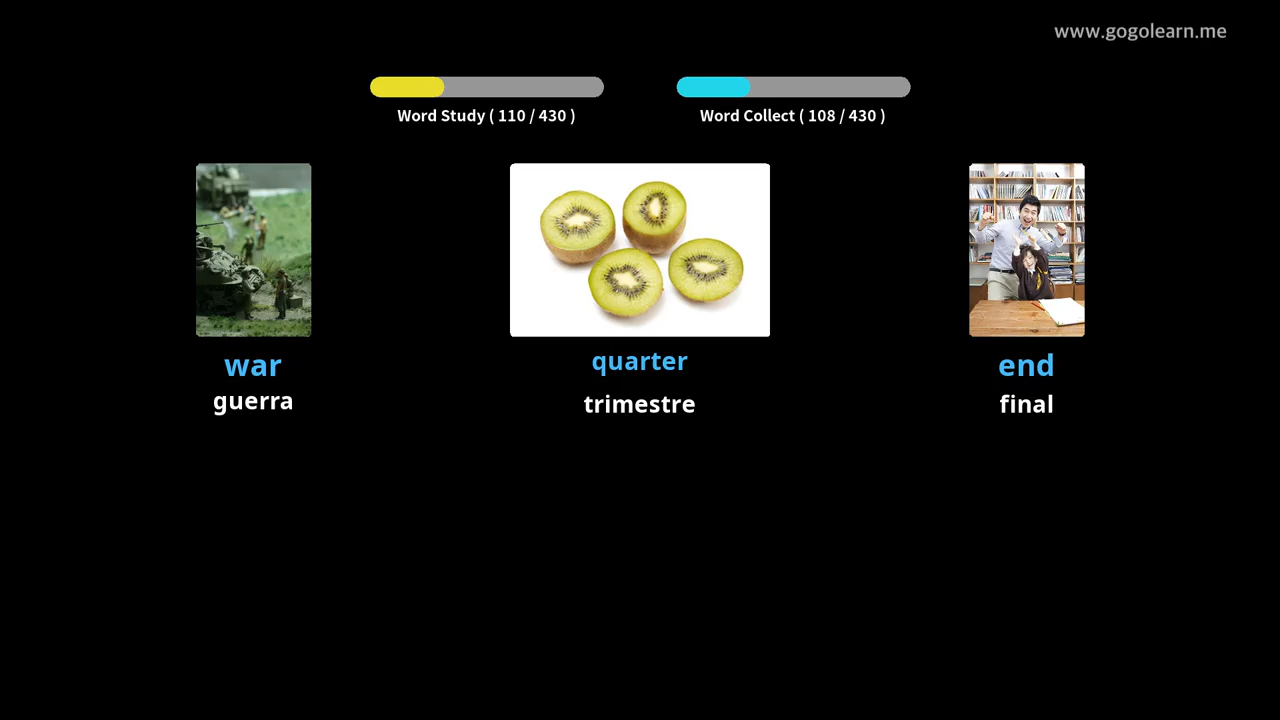 www.gogolearn.me
Word Study ( 110 / 430 )
Word Collect ( 108 / 430 )
war
guerra
quarter
trimestre
end
final